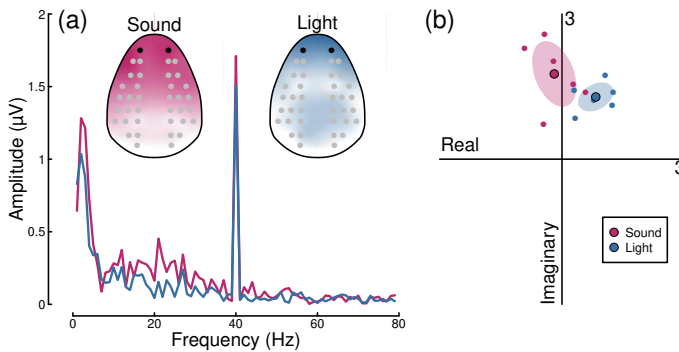 (a)
Sound
Light
2
1.5
1
0.5
0
Amplitude (µV)
0
20
40
60
80
Frequency (Hz)
(b)
3
Real
3
Imaginary
Sound
Light